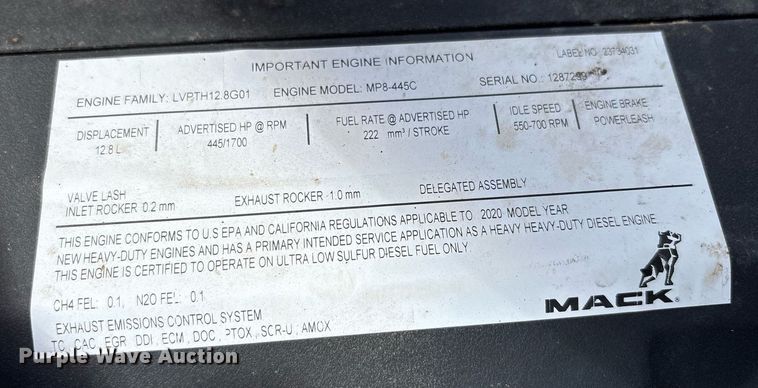 IMPORTANT ENGINE INFORMATION
LABEL NO. 23734031
ENGINE FAMILY: LVPTH12.8G01 ENGINE MODEL: MP8-445C SERIAL NO.:
DISPLACEMENT
12.8 L
ADVERTISED HP @ RPM
445/1700
FUEL RATE @ ADVERTISED HP
222 mm³ / STROKE
IDLE SPEED
550-700 RPM
ENGINE BRAKE
POWERLEASH
VALVE LASH
INLET ROCKER 0.2 mm EXHAUST ROCKER 1.0 mm DELEGATED ASSEMBLY
THIS ENGINE CONFORMS TO U.S EPA AND CALIFORNIA REGULATIONS APPLICABLE TO 2020 MODEL YEAR
NEW HEAVY-DUTY ENGINES AND HAS A PRIMARY INTENDED SERVICE APPLICATION AS A HEAVY HEAVY-DUTY DIESEL ENGINE.
THIS ENGINE IS CERTIFIED TO OPERATE ON ULTRA LOW SULFUR DIESEL FUEL ONLY.
CH4 FEL: 0.1, N2O FEL: 0.1
EXHAUST EMISSIONS CONTROL SYSTEM
TC, CAC, EGR, DDI, ECM, DOC, PTOX, SCR-U, AMOX
MACK
Purple Wave Auction